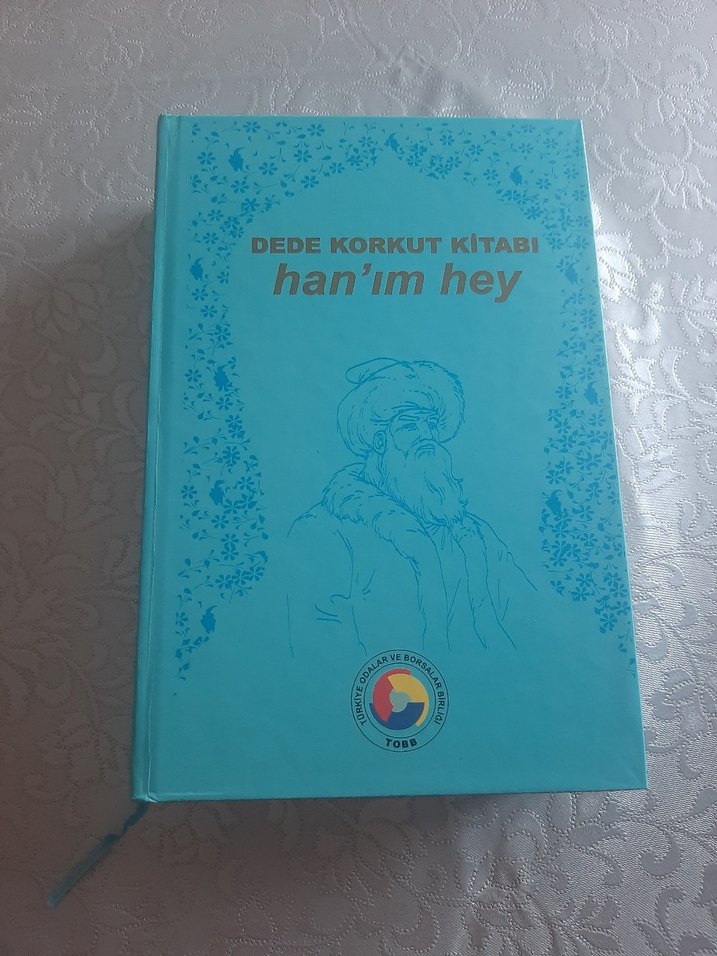 DEDE KORKUT KİTABI
han'ım hey
TÜRKİYE ODALAR VE BORSALAR BİRLİĞİ
TOBB